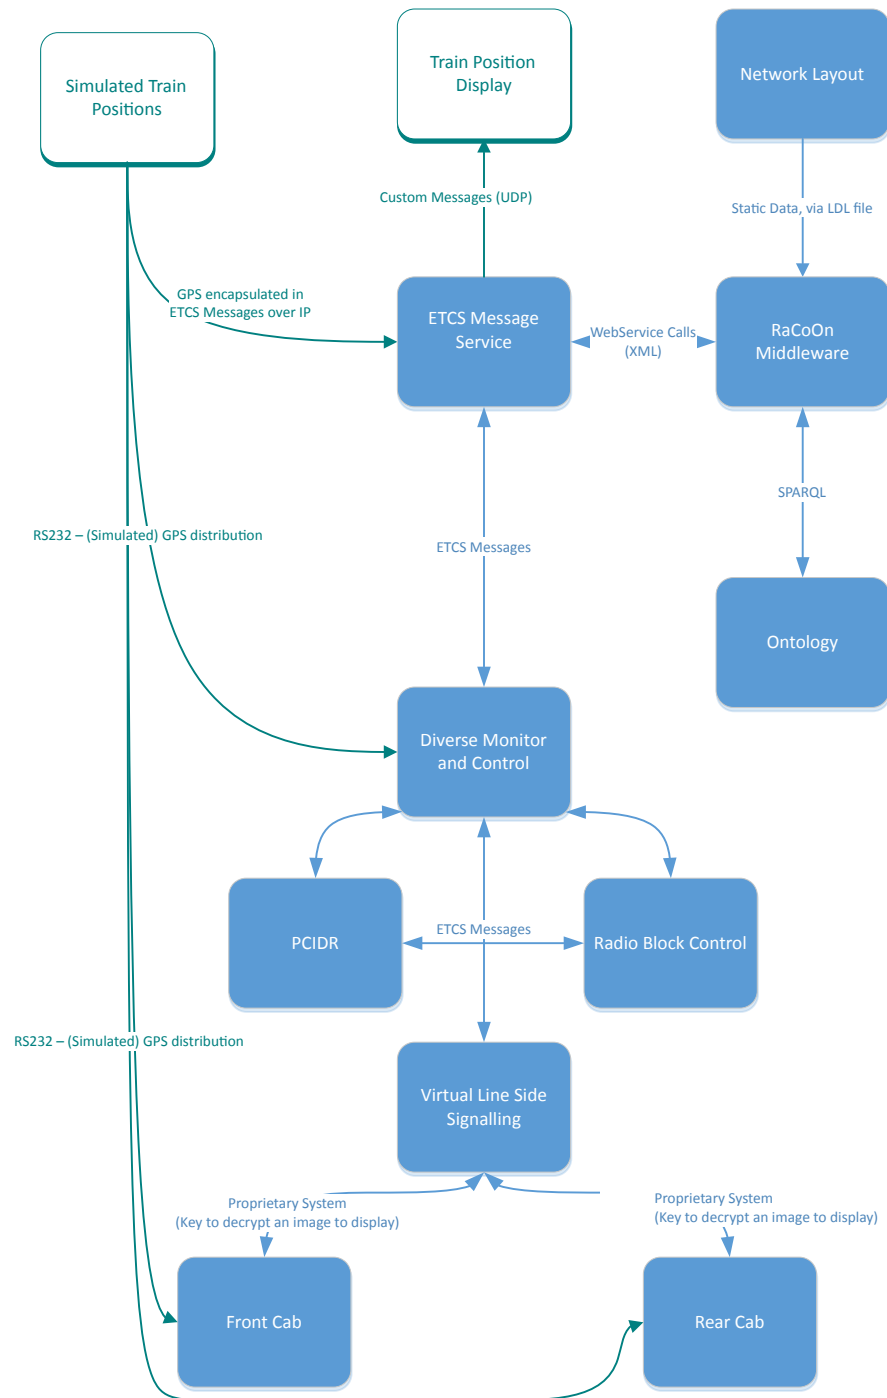 Simulated Train
Positions
Train Position
Display
Network Layout
Custom Messages (UDP)
Static Data, via LDL file
GPS encapsulated in
ETCS Messages over IP
ETCS Message
Service
WebService Calls
(XML)
RaCoOn
Middleware
SPARQL
RS232 – (Simulated) GPS distribution
ETCS Messages
Ontology
Diverse Monitor
and Control
PCIDR
ETCS Messages
Radio Block Control
RS232 – (Simulated) GPS distribution
Virtual Line Side
Signalling
Proprietary System
(Key to decrypt an image to display)
Proprietary System
(Key to decrypt an image to display)
Front Cab
Rear Cab